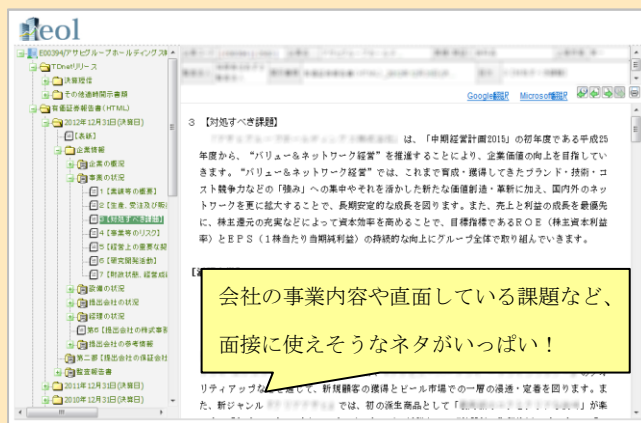 eol
E00394/アサヒグループホールディングス㈱
TDnetリリース
決算短信
その他適時開示書類
有価証券報告書(HTML)
2012年12月31日(決算日)
【表紙】
企業情報
企業の概況
事業の状況
1【業績等の概要】
2【生産、受注及び販
3【対処すべき課題】
4【事業等のリスク】
5【経営上の重要な契
6【研究開発活動】
7【財政状態、経営成
設備の状況
提出会社の状況
経理の状況
第6【提出会社の株式事
提出会社の参考情報
第二部【提出会社の保証会社
監査報告書
2011年12月31日(決算日)
2010年12月31日(決算日)
Google翻訳 Microsoft翻訳
3 【対処すべき課題】
は、「中期経営計画2015」の初年度である平成25
年度から、“バリュー&ネットワーク経営”を推進することにより、企業価値の向上を目指してい
きます。“バリュー&ネットワーク経営”では、これまで育成・獲得してきたブランド・技術・コ
スト競争力などの「強み」への集中やそれを活かした新たな価値創造・革新に加え、国内外のネッ
トワークを更に拡大することで、長期安定的な成長を図ります。また、売上と利益の成長を最優先
に、株主還元の充実などによって資本効率を高めることで、目標指標であるROE(株主資本利益
率)とEPS(1株当たり当期純利益)の持続的な向上にグループ全体で取り組んでいきます。
会社の事業内容や直面している課題など、
面接に使えそうなネタがいっぱい!
リティアップなどを通じて、新規顧客の獲得とビール市場での一層の浸透・定着を図ります。ま
た、新ジャンル では、初の派生商品として「 」が楽